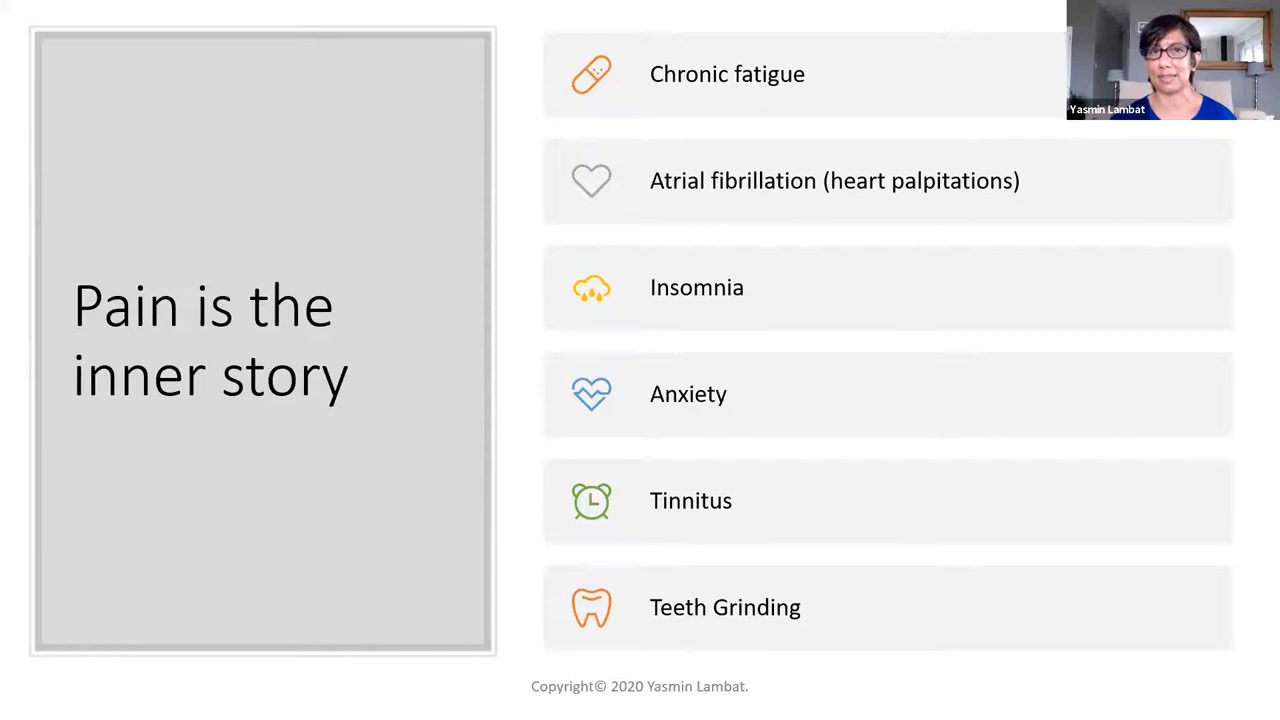 Pain is the
inner story
Chronic fatigue
Atrial fibrillation (heart palpitations)
Insomnia
Anxiety
Tinnitus
Teeth Grinding
Yasmin Lambat
Copyright© 2020 Yasmin Lambat.